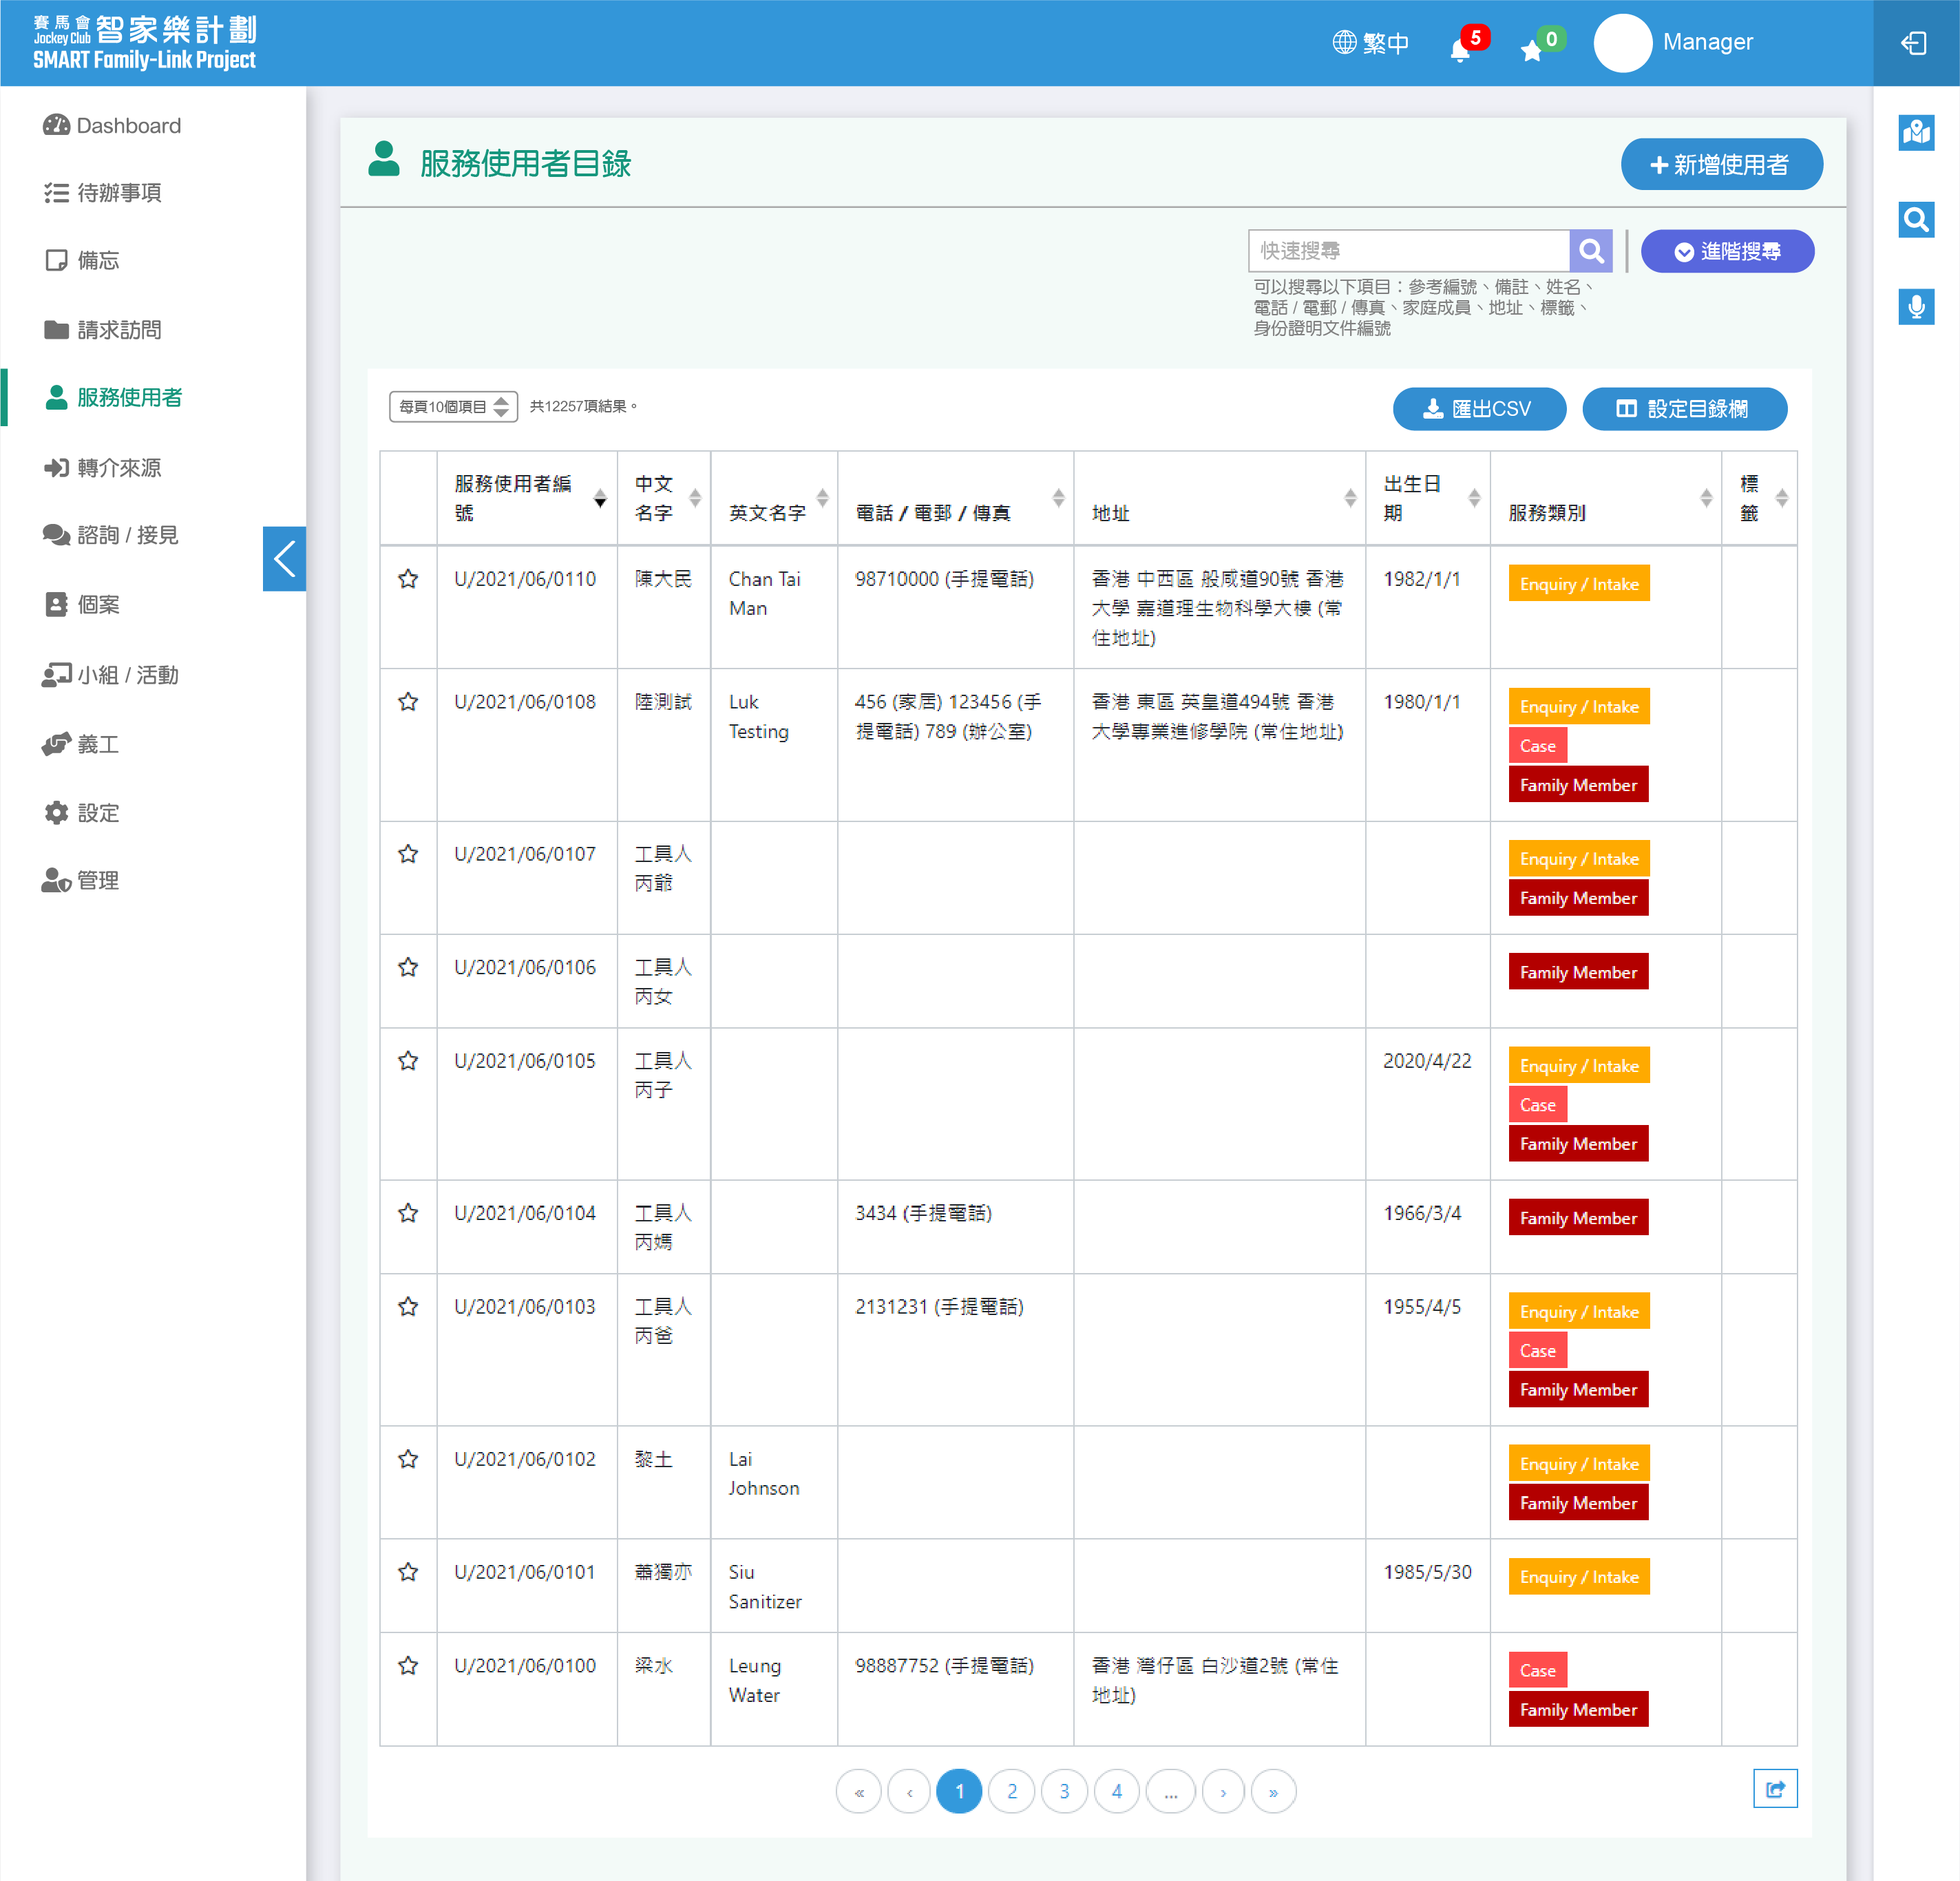 賽馬會 智家樂計劃
Jockey Club
SMART Family-Link Project
繁中
5
0
Manager
Dashboard
待辦事項
備忘
請求訪問
服務使用者
轉介來源
諮詢 / 接見
個案
小組 / 活動
義工
設定
管理
服務使用者目錄
新增使用者
快速搜尋
進階搜尋
可以搜尋以下項目：參考編號、備註、姓名、
電話 / 電郵 / 傳真、家庭成員、地址、標籤、
身份證明文件編號
每頁10個項目
共12257項結果。
匯出CSV
設定目錄欄
服務使用者編
號
中文
名字
英文名字
電話 / 電郵 / 傳真
地址
出生日
期
服務類別
標
籤
U/2021/06/0110
陳大民
Chan Tai
Man
98710000 (手提電話)
香港 中西區 般咸道90號 香港
大學 嘉道理生物科學大樓 (常
住地址)
1982/1/1
Enquiry / Intake
U/2021/06/0108
陸測試
Luk
Testing
456 (家居) 123456 (手
提電話) 789 (辦公室)
香港 東區 英皇道494號 香港
大學專業進修學院 (常住地址)
1980/1/1
Enquiry / Intake
Case
Family Member
U/2021/06/0107
工具人
丙爺
Enquiry / Intake
Family Member
U/2021/06/0106
工具人
丙女
Family Member
U/2021/06/0105
工具人
丙子
2020/4/22
Enquiry / Intake
Case
Family Member
U/2021/06/0104
工具人
丙媽
3434 (手提電話)
1966/3/4
Family Member
U/2021/06/0103
工具人
丙爸
2131231 (手提電話)
1955/4/5
Enquiry / Intake
Case
Family Member
U/2021/06/0102
黎土
Lai
Johnson
Enquiry / Intake
Family Member
U/2021/06/0101
蕭獨亦
Siu
Sanitizer
1985/5/30
Enquiry / Intake
U/2021/06/0100
梁水
Leung
Water
98887752 (手提電話)
香港 灣仔區 白沙道2號 (常住
地址)
Case
Family Member
« ‹ 1 2 3 4 ... › »